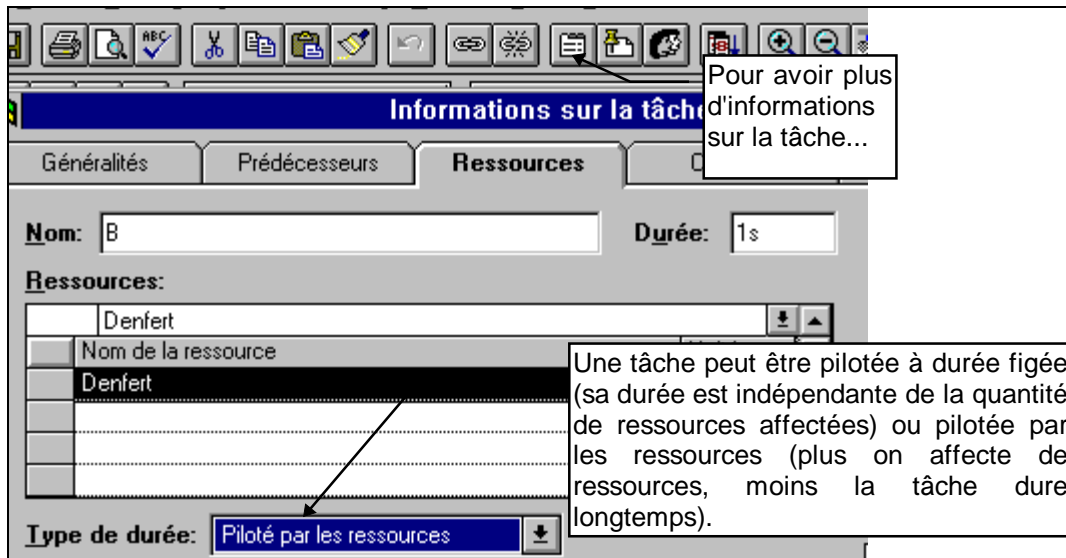 ABC
Pour avoir plus
d'informations
sur la tâche...
Informations sur la tâche
Généralités Prédécesseurs Ressources
Nom: B Durée: 1s
Ressources:
Denfert
Nom de la ressource
Denfert
Une tâche peut être pilotée à durée figée
(sa durée est indépendante de la quantité
de ressources affectées) ou pilotée par
les ressources (plus on affecte de
ressources, moins la tâche dure
longtemps).
Type de durée: Piloté par les ressources